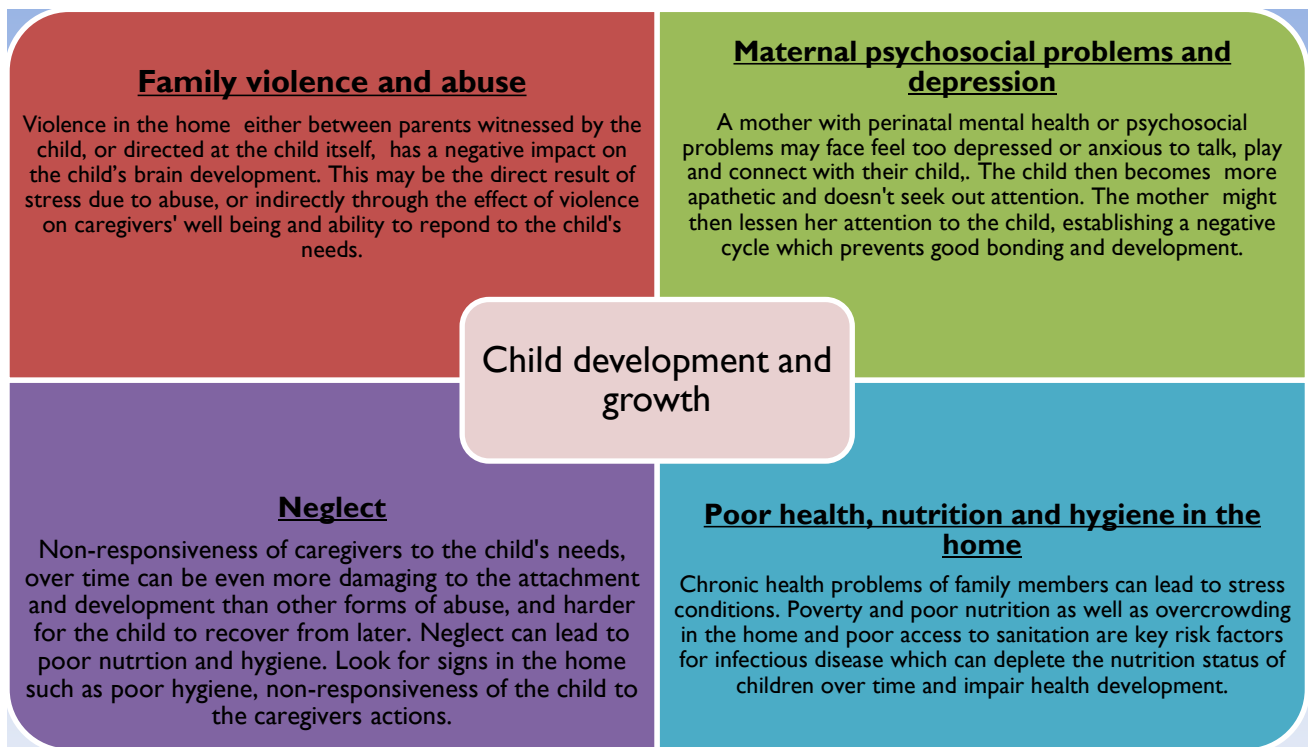 Family violence and abuse
Violence in the home  either between parents witnessed by the
child, or directed at the child itself,  has a negative impact on
the child’s brain development. This may be the direct result of
stress due to abuse, or indirectly through the effect of violence
on caregivers' well being and ability to repond to the child's
needs.
Maternal psychosocial problems and
depression
A mother with perinatal mental health or psychosocial
problems may face feel too depressed or anxious to talk, play
and connect with their child,. The child then becomes  more
apathetic and doesn't seek out attention. The mother  might
then lessen her attention to the child, establishing a negative
cycle which prevents good bonding and development.
Child development and
growth
Neglect
Non-responsiveness of caregivers to the child's needs,
over time can be even more damaging to the attachment
and development than other forms of abuse, and harder
for the child to recover from later. Neglect can lead to
poor nutrtion and hygiene. Look for signs in the home
such as poor hygiene, non-responsiveness of the child to
the caregivers actions.
Poor health, nutrition and hygiene in the
home
Chronic health problems of family members can lead to stress
conditions. Poverty and poor nutrition as well as overcrowding
in the home and poor access to sanitation are key risk factors
for infectious disease which can deplete the nutrition status of
children over time and impair health development.